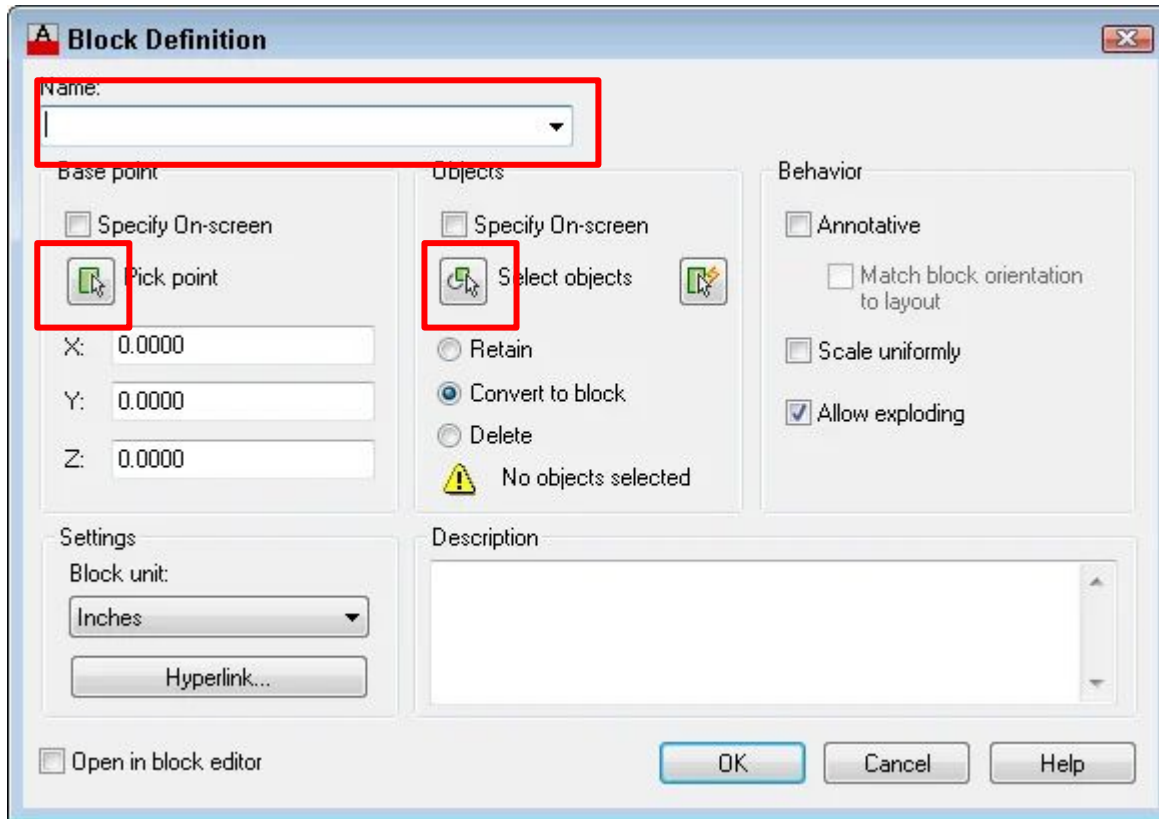 Block Definition
Name:
Base point
Specify On-screen
Pick point
X: 0.0000
Y: 0.0000
Z: 0.0000
Objects
Specify On-screen
Select objects
Retain
Convert to block
Delete
No objects selected
Behavior
Annotative
Match block orientation
to layout
Scale uniformly
Allow exploding
Settings
Block unit:
Inches
Hyperlink...
Description
Open in block editor
OK
Cancel
Help